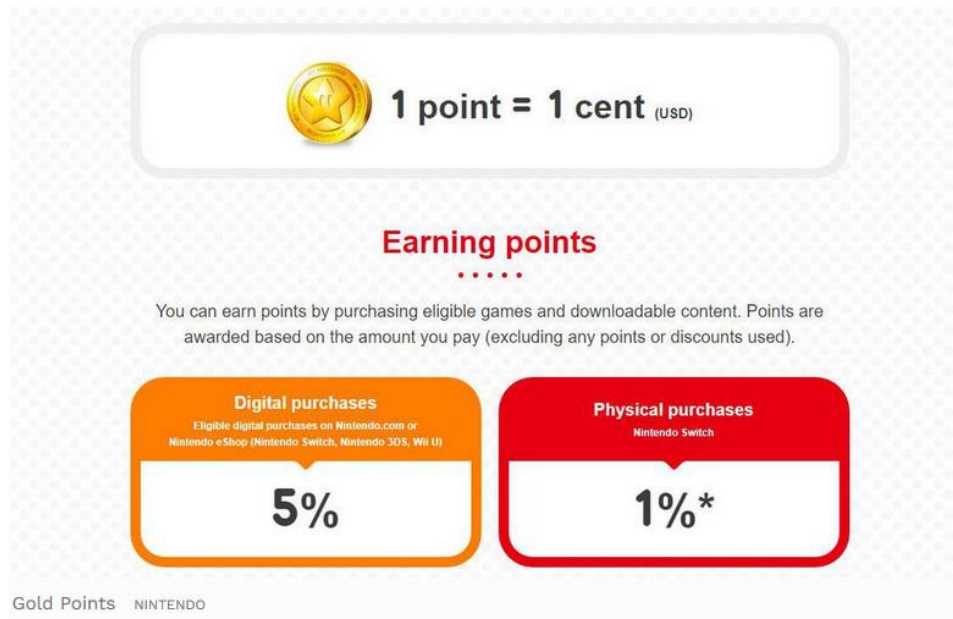 1 point = 1 cent (USD)
Earning points
You can earn points by purchasing eligible games and downloadable content. Points are
awarded based on the amount you pay (excluding any points or discounts used).
Digital purchases
Eligible digital purchases on Nintendo.com or
Nintendo eShop (Nintendo Switch, Nintendo 3DS, Wii U)
5%
Physical purchases
Nintendo Switch
1%*
Gold Points NINTENDO